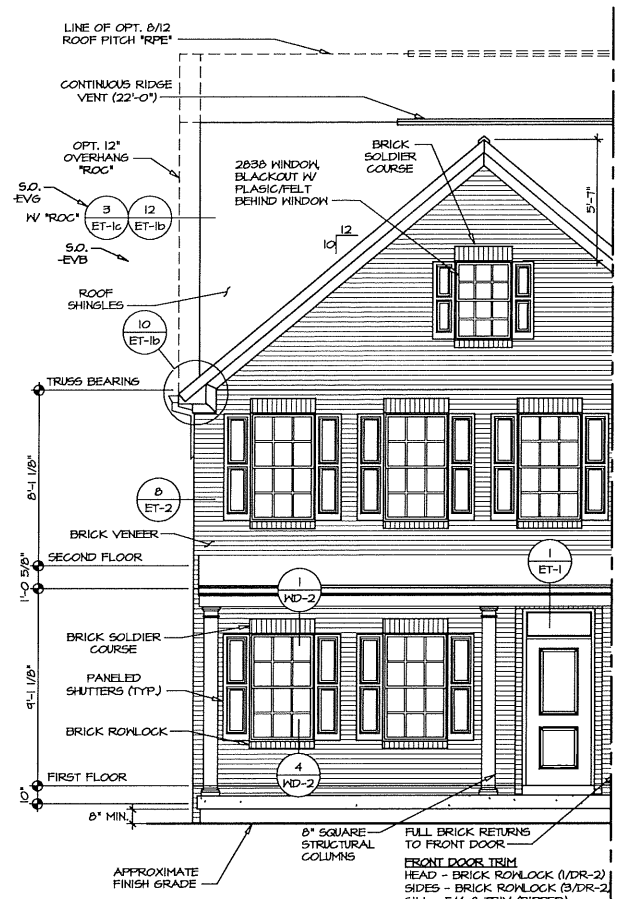 LINE OF OPT. 8/12
ROOF PITCH "RPE"
CONTINUOUS RIDGE
VENT (22'-0")
OPT. 12"
OVERHANG
"ROC"
BRICK
SOLDIER
COURSE
2838 WINDOW,
BLACKOUT W/
PLASIC/FELT
BEHIND WINDOW
5'-7"
S.O.
-EVG
W/ "ROC"
3
ET-1c
12
ET-1b
12
10
S.O.
-EVB
ROOF
SHINGLES
10
ET-1b
TRUSS BEARING
8'-1 1/8"
8
ET-2
BRICK VENEER
SECOND FLOOR
1'-0 5/8"
1
ET-1
1
WD-2
BRICK SOLDIER
COURSE
9'-1 1/8"
PANELED
SHUTTERS (TYP.)
BRICK ROWLOCK
4
WD-2
FIRST FLOOR
10"
8" MIN.
8" SQUARE
STRUCTURAL
COLUMNS
FULL BRICK RETURNS
TO FRONT DOOR
APPROXIMATE
FINISH GRADE
FRONT DOOR TRIM
HEAD - BRICK ROWLOCK (1/DR-2)
SIDES - BRICK ROWLOCK (3/DR-2